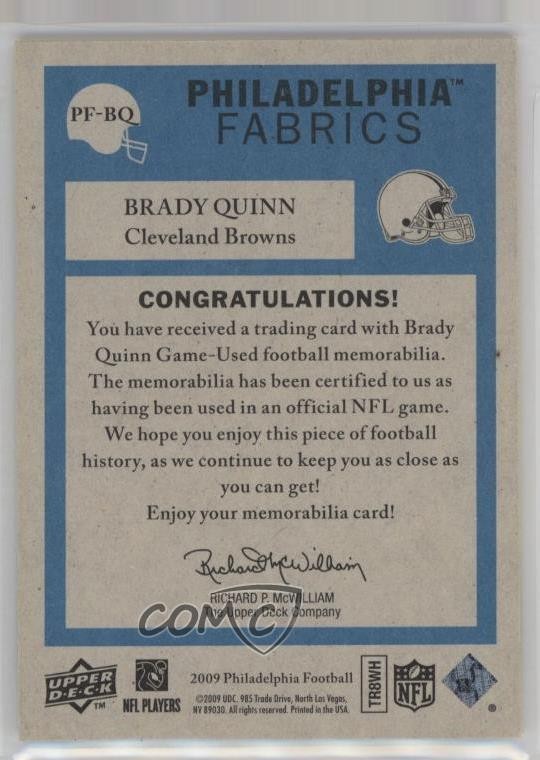 PF-BQ
PHILADELPHIA™
FABRICS
BRADY QUINN
Cleveland Browns
CONGRATULATIONS!
You have received a trading card with Brady
Quinn Game-Used football memorabilia.
The memorabilia has been certified to us as
having been used in an official NFL game.
We hope you enjoy this piece of football
history, as we continue to keep you as close as
you can get!
Enjoy your memorabilia card!
Richard McWilliam
RICHARD P. McWILLIAM
The Upper Deck Company
COMC
UPPER
D·E·C·K
™
NFL PLAYERS
2009 Philadelphia Football
©2009 UDC. 985 Trade Drive, North Las Vegas,
NV 89030. All rights reserved. Printed in the USA.
TR8WH
NFL
®